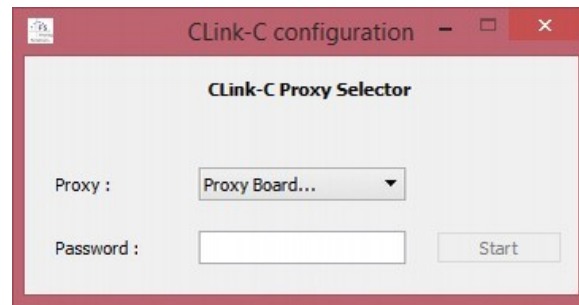 CLink-C configuration
CLink-C Proxy Selector
Proxy :
Proxy Board...
Password :
Start